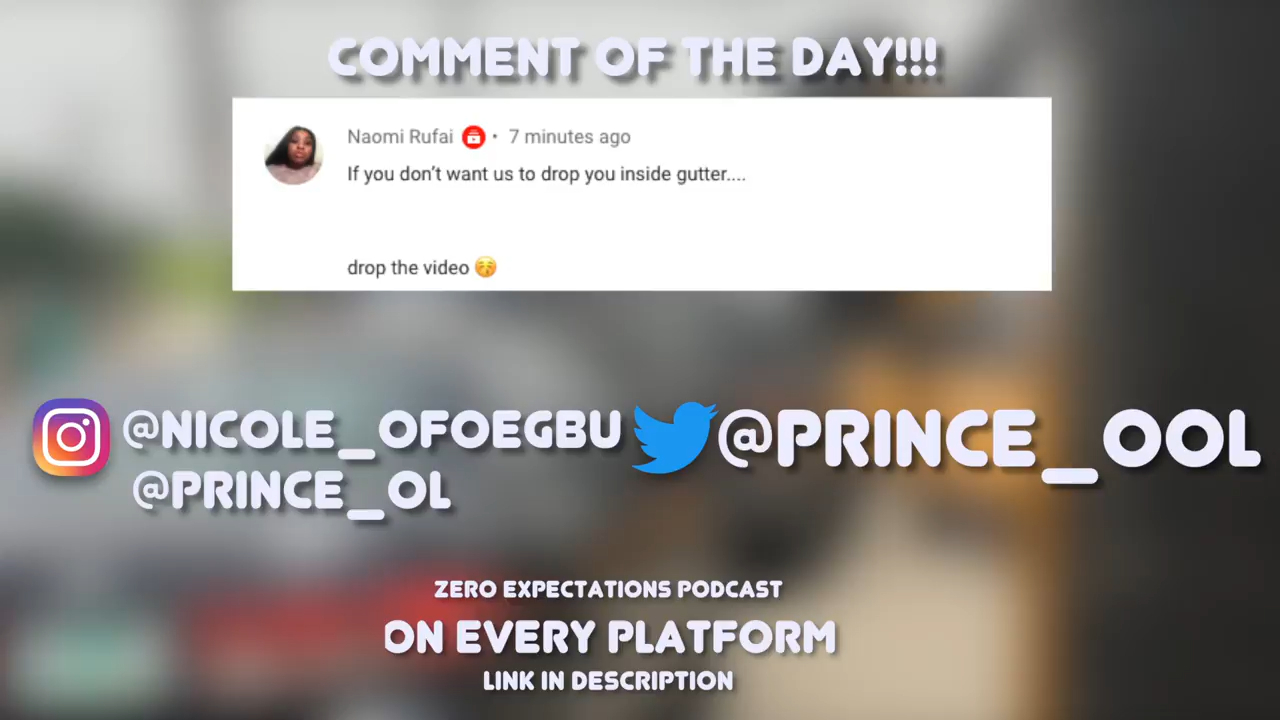 COMMENT OF THE DAY!!!
Naomi Rufai • 7 minutes ago
If you don't want us to drop you inside gutter....
drop the video 😚
@NICOLE_OFOEGBU @PRINCE_OOL
@PRINCE_OL
ZERO EXPECTATIONS PODCAST
ON EVERY PLATFORM
LINK IN DESCRIPTION